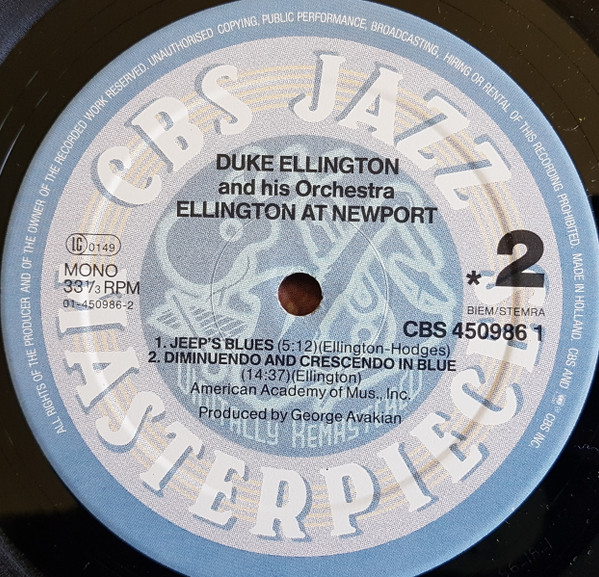 ALL RIGHTS OF THE PRODUCER AND OF THE OWNER OF THE RECORDED WORK RESERVED. UNAUTHORISED COPYING, PUBLIC PERFORMANCE, BROADCASTING, HIRING OR RENTAL OF THIS RECORDING PROHIBITED. MADE IN HOLLAND. CBS AND CBS INC.
CBS JAZZ
DUKE ELLINGTON
and his Orchestra
ELLINGTON AT NEWPORT
LC 0149
MONO
33 1/3 RPM
01-450986-2
* 2
BIEM/STEMRA
CBS 450986 1
1. JEEP'S BLUES (5:12)(Ellington-Hodges)
2. DIMINUENDO AND CRESCENDO IN BLUE
(14:37)(Ellington)
American Academy of Mus., Inc.
Produced by George Avakian
MASTERPIECES